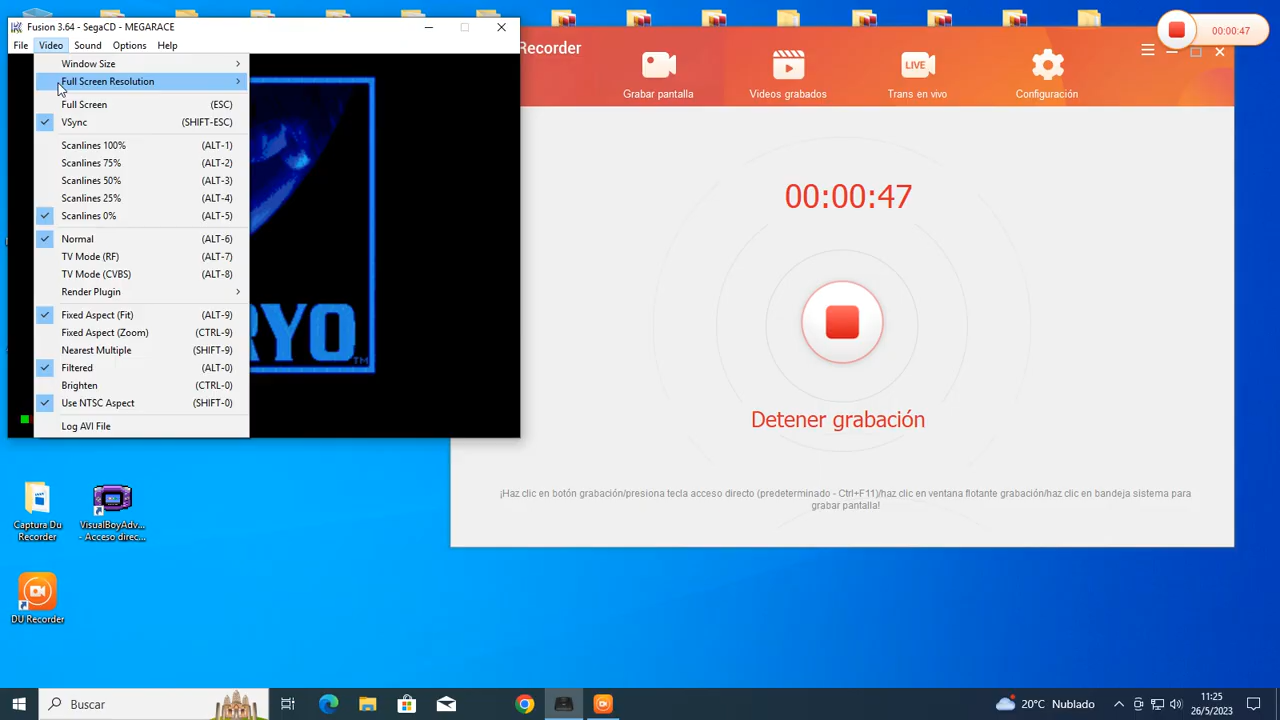 Fusion 3.64 - SegaCD - MEGARACE
File Video Sound Options Help
Window Size
Full Screen Resolution
Full Screen (ESC)
VSync (SHIFT-ESC)
Scanlines 100% (ALT-1)
Scanlines 75% (ALT-2)
Scanlines 50% (ALT-3)
Scanlines 25% (ALT-4)
Scanlines 0% (ALT-5)
Normal (ALT-6)
TV Mode (RF) (ALT-7)
TV Mode (CVBS) (ALT-8)
Render Plugin
Fixed Aspect (Fit) (ALT-9)
Fixed Aspect (Zoom) (CTRL-9)
Nearest Multiple (SHIFT-9)
Filtered (ALT-0)
Brighten (CTRL-0)
Use NTSC Aspect (SHIFT-0)
Log AVI File
RYO
TM
Recorder
Grabar pantalla
Videos grabados
LIVE
Trans en vivo
Configuración
00:00:47
00:00:47
Detener grabación
¡Haz clic en botón grabación/presiona tecla acceso directo (predeterminado - Ctrl+F11)/haz clic en ventana flotante grabación/haz clic en bandeja sistema para
grabar pantalla!
Captura Du
Recorder
VisualBoyAdv...
- Acceso direc...
DU Recorder
Buscar
20°C Nublado
11:25
26/5/2023